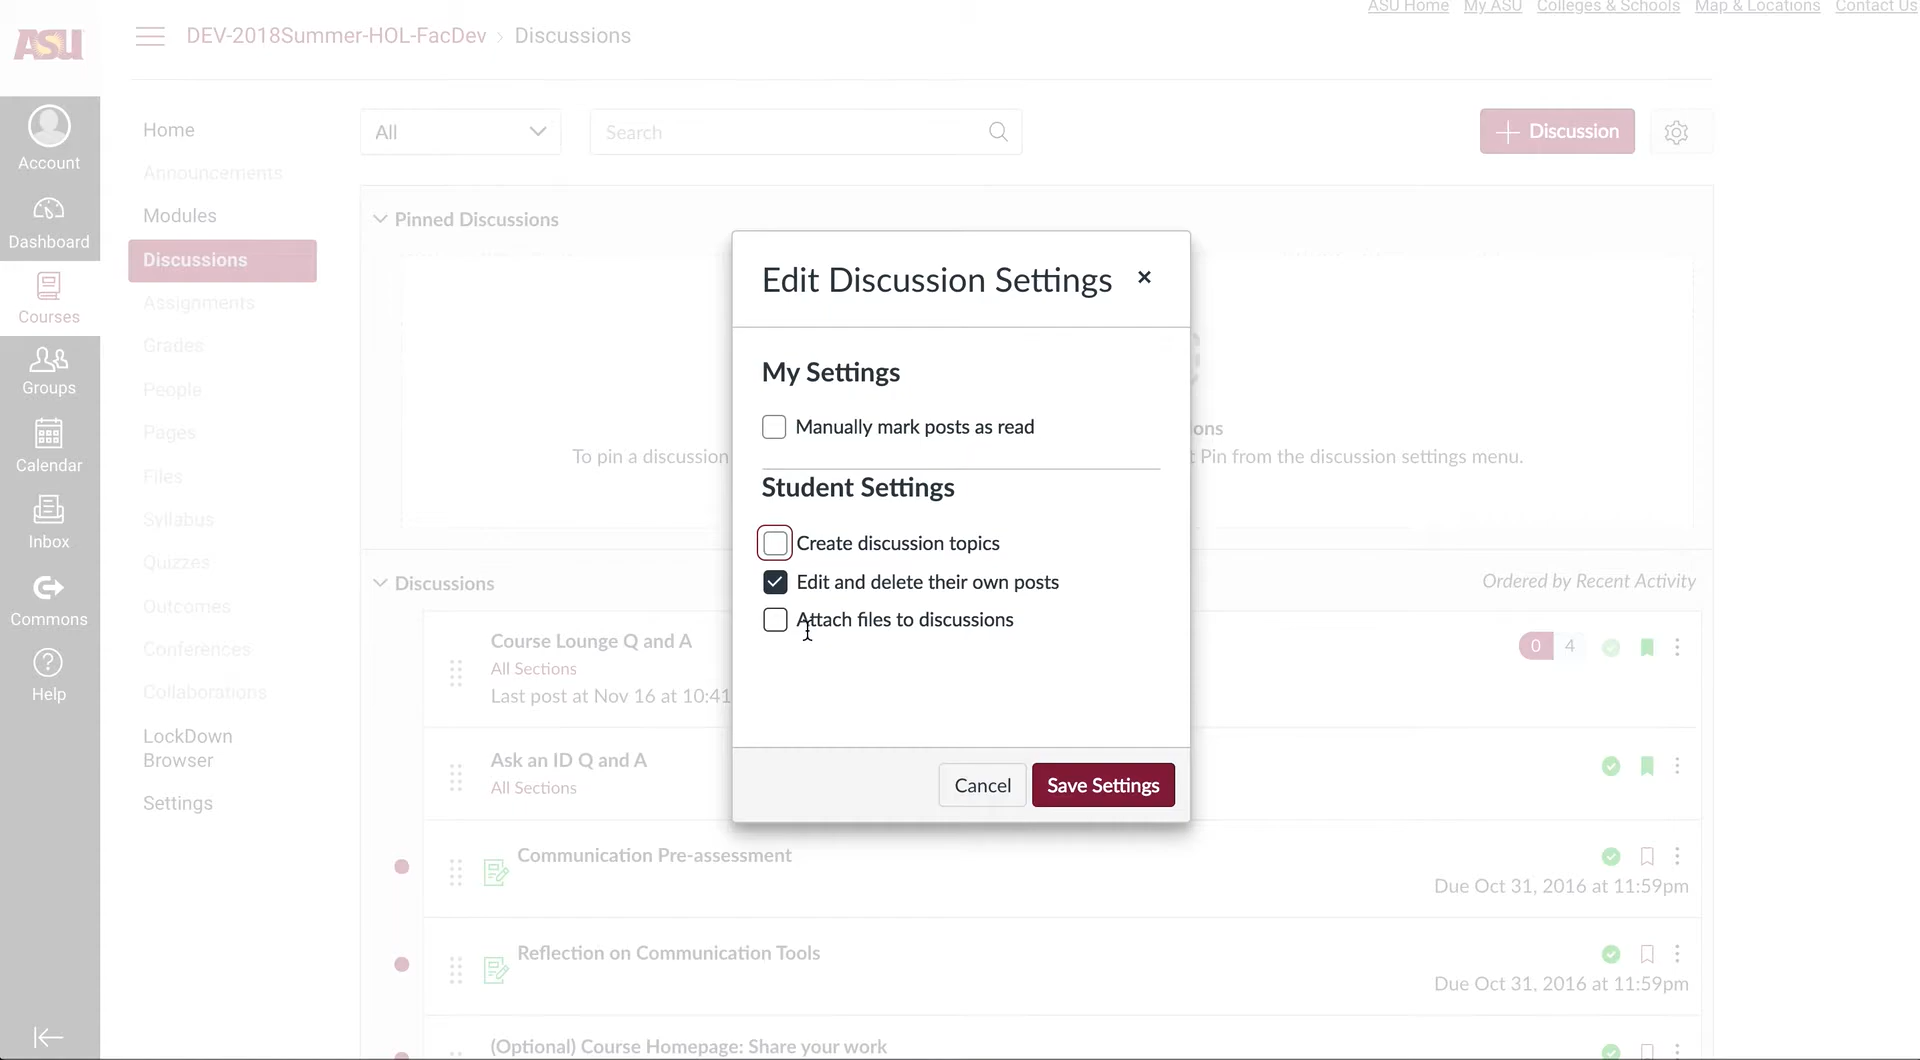 ASU Home My ASU Colleges & Schools Map & Locations Contact Us
ASU
DEV-2018Summer-HOL-FacDev > Discussions
Account
Dashboard
Courses
Groups
Calendar
Inbox
Commons
Help
Home
Announcements
Modules
Discussions
Assignments
Grades
People
Pages
Files
Syllabus
Quizzes
Outcomes
Conferences
Collaborations
LockDown
Browser
Settings
All
Search
+ Discussion
Pinned Discussions
ons
To pin a discussion
t Pin from the discussion settings menu.
Edit Discussion Settings ×
My Settings
Manually mark posts as read
Student Settings
Create discussion topics
Edit and delete their own posts
Attach files to discussions
Cancel Save Settings
Discussions
Ordered by Recent Activity
Course Lounge Q and A
All Sections
Last post at Nov 16 at 10:41
0 4
Ask an ID Q and A
All Sections
Communication Pre-assessment
Due Oct 31, 2016 at 11:59pm
Reflection on Communication Tools
Due Oct 31, 2016 at 11:59pm
(Optional) Course Homepage: Share your work